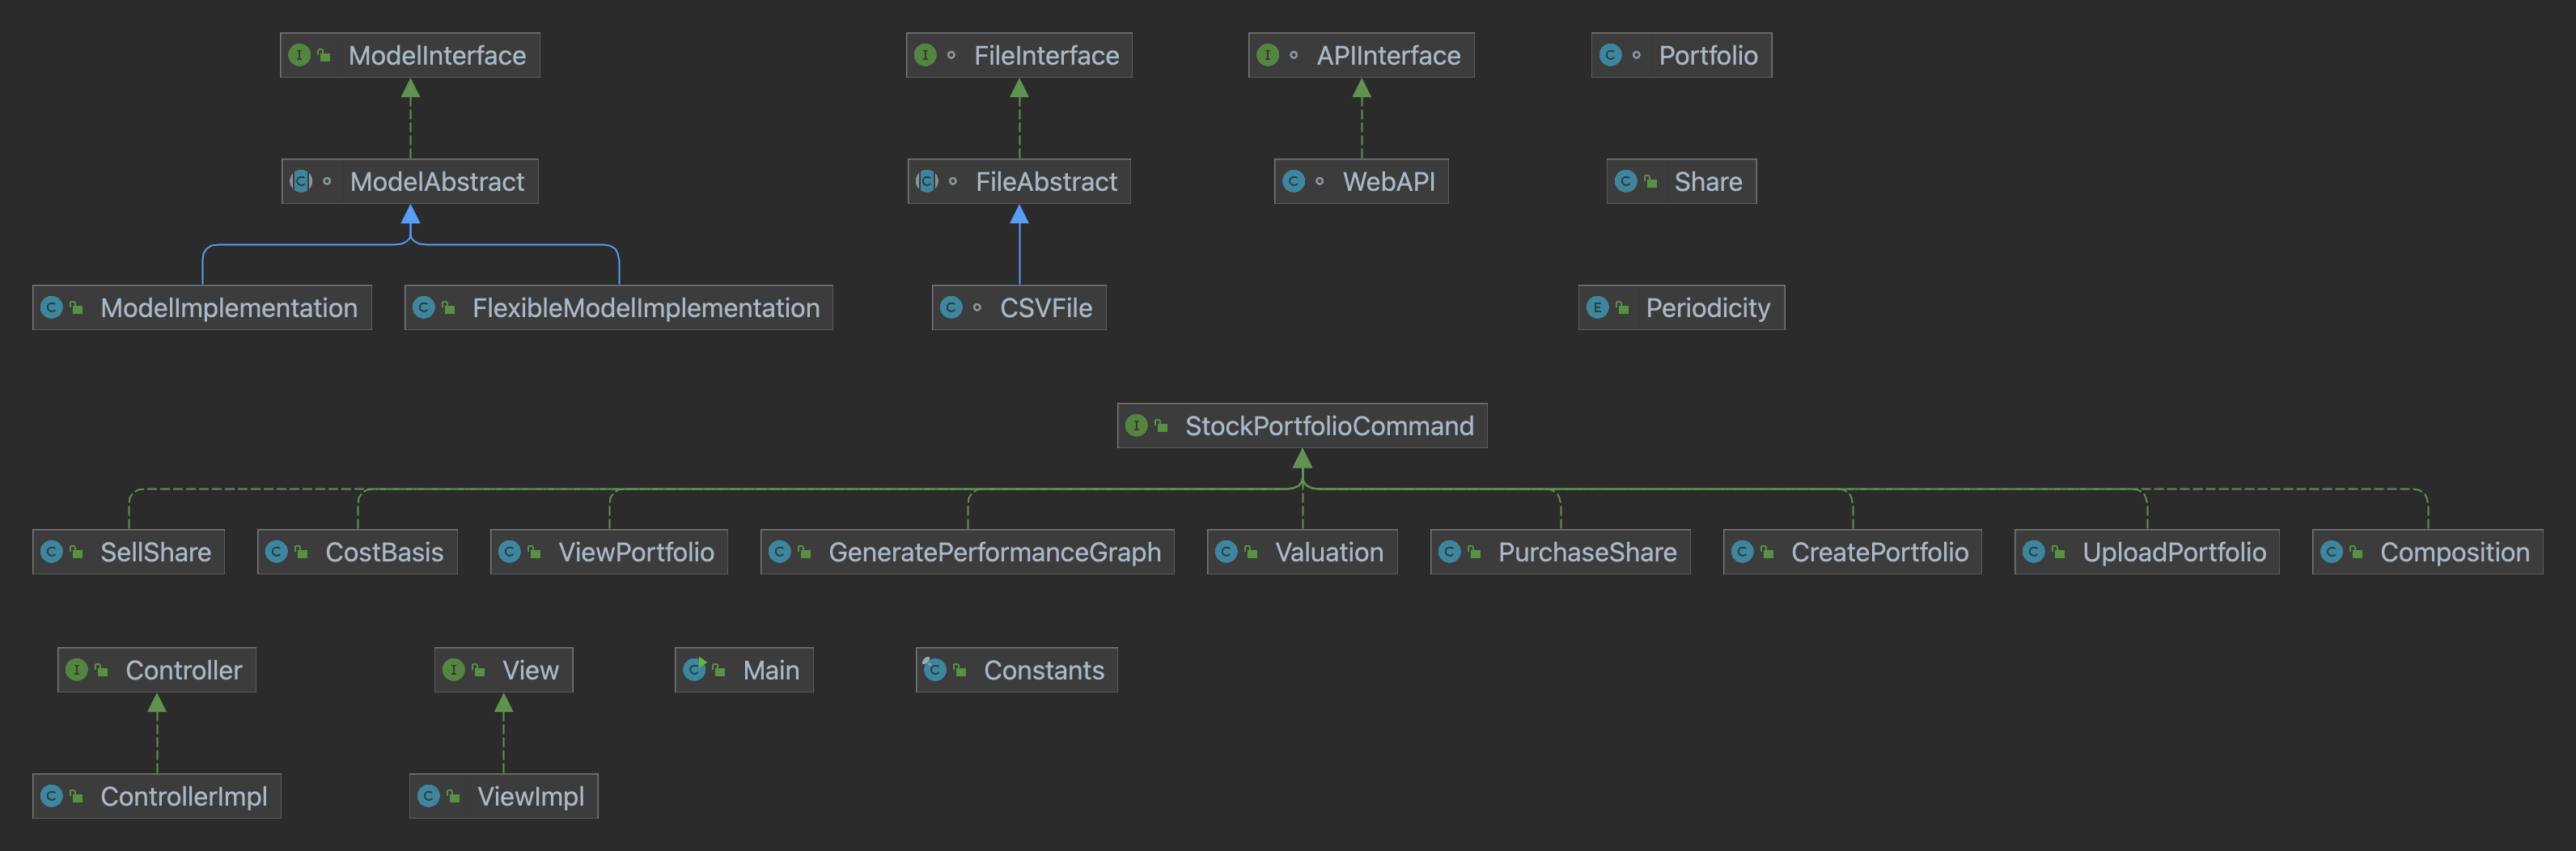 ModelInterface
FileInterface
APIInterface
Portfolio
ModelAbstract
FileAbstract
WebAPI
Share
ModelImplementation
FlexibleModelImplementation
CSVFile
Periodicity
StockPortfolioCommand
SellShare
CostBasis
ViewPortfolio
GeneratePerformanceGraph
Valuation
PurchaseShare
CreatePortfolio
UploadPortfolio
Composition
Controller
View
Main
Constants
ControllerImpl
ViewImpl